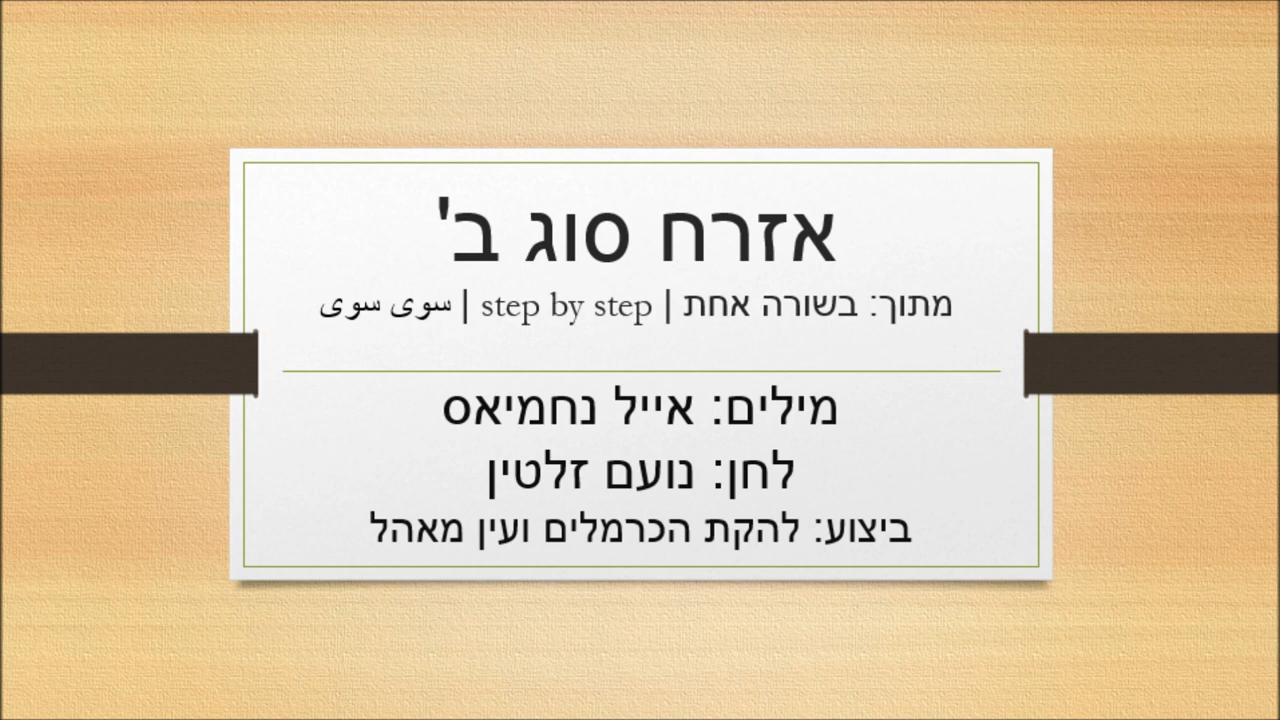 אזרח סוג ב'
מתוך: בשורה אחת | step by step | سوى سوى
מילים: אייל נחמיאס
לחן: נועם זלטין
ביצוע: להקת הכרמלים ועין מאהל